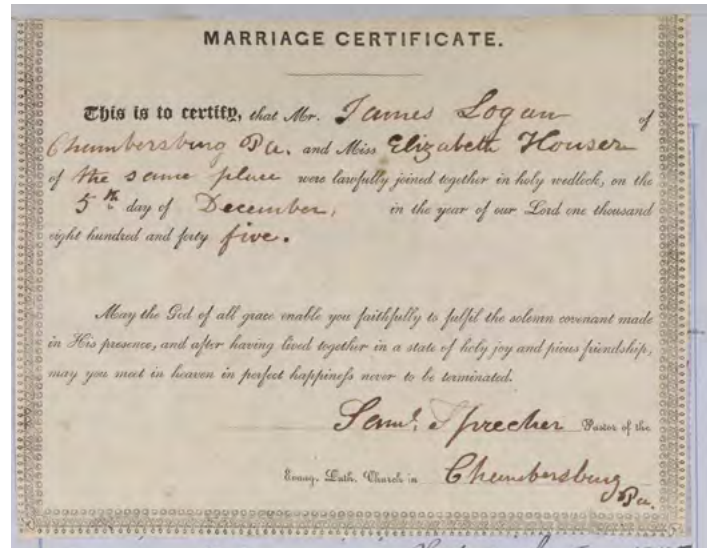 MARRIAGE CERTIFICATE.
This is to certify, that Mr. James Logan of
Chambersburg Pa. and Miss Elizabeth Houser
of the same place were lawfully joined together in holy wedlock, on the
5th day of December, in the year of our Lord one thousand
eight hundred and forty five.
May the God of all grace enable you faithfully to fulfil the solemn covenant made
in His presence, and after having lived together in a state of holy joy and pious friendship,
may you meet in heaven in perfect happiness never to be terminated.
Saml. Sprecher Pastor of the
Evang. Luth. Church in Chambersburg
Pa.